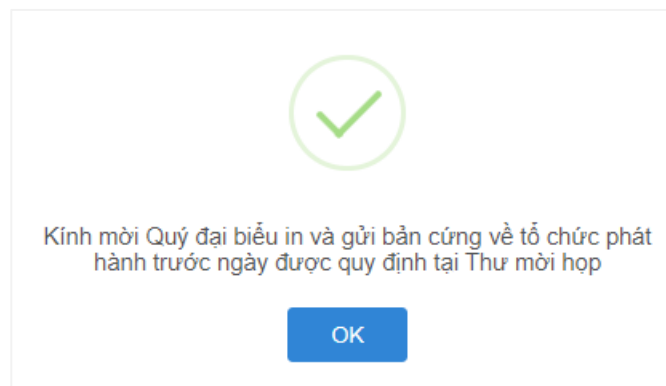 Kính mời Quý đại biểu in và gửi bản cứng về tổ chức phát
hành trước ngày được quy định tại Thư mời họp
OK